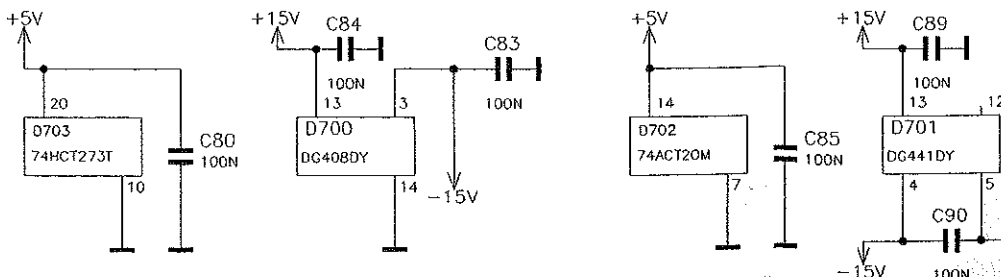 +5V
+15V
C84
C83
100N
100N
20
13
3
D703
74HCT273T
D700
DG408DY
C80
100N
10
14
-15V
+5V
+15V
C89
100N
14
13
12
D702
74ACT20M
D701
DG441DY
C85
100N
7
4
5
C90
-15V
100N